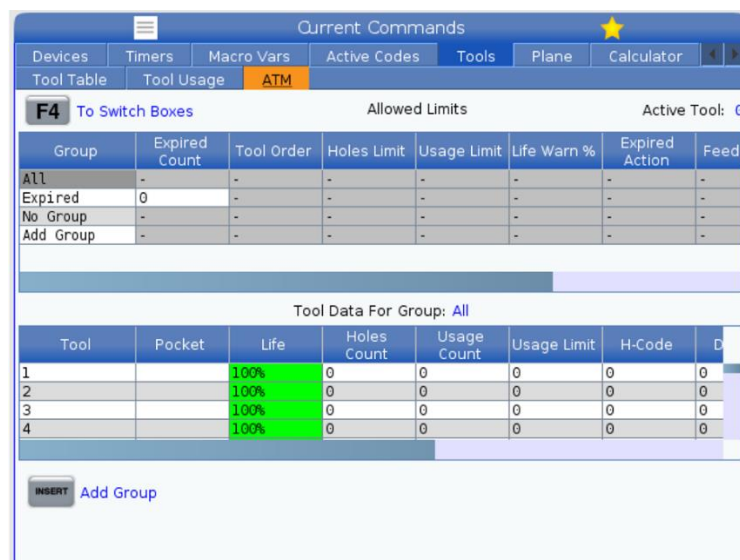 Current Commands
Devices Timers Macro Vars Active Codes Tools Plane Calculator
Tool Table Tool Usage ATM
F4 To Switch Boxes Allowed Limits Active Tool:
Group Expired Count Tool Order Holes Limit Usage Limit Life Warn % Expired Action Feed
All - - - - - - -
Expired 0 - - - - - -
No Group - - - - - - -
Add Group - - - - - - -
Tool Data For Group: All
Tool Pocket Life Holes Count Usage Count Usage Limit H-Code D
1 100% 0 0 0 0 0
2 100% 0 0 0 0 0
3 100% 0 0 0 0 0
4 100% 0 0 0 0 0
INSERT Add Group